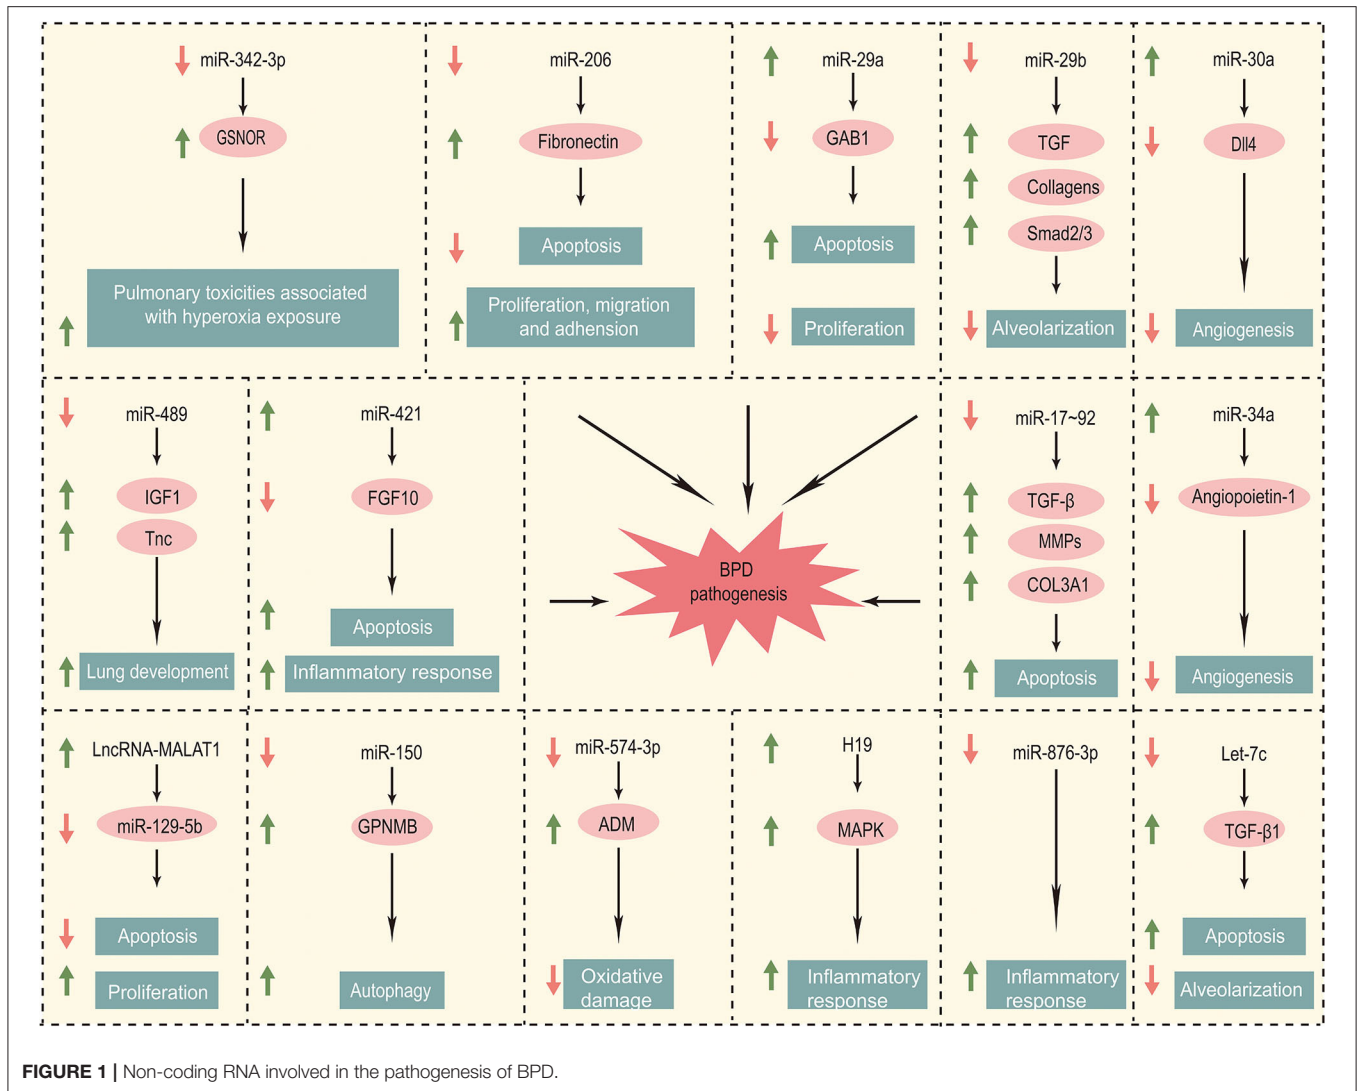 miR-342-3p
GSNOR
Pulmonary toxicities associated
with hyperoxia exposure
miR-206
Fibronectin
Apoptosis
Proliferation, migration
and adhension
miR-29a
GAB1
Apoptosis
Proliferation
miR-29b
TGF
Collagens
Smad2/3
Alveolarization
miR-30a
Dll4
Angiogenesis
miR-489
IGF1
Tnc
Lung development
miR-421
FGF10
Apoptosis
Inflammatory response
BPD
pathogenesis
miR-17~92
TGF-β
MMPs
COL3A1
Apoptosis
miR-34a
Angiopoietin-1
Angiogenesis
LncRNA-MALAT1
miR-129-5b
Apoptosis
Proliferation
miR-150
GPNMB
Autophagy
miR-574-3p
ADM
Oxidative
damage
H19
MAPK
Inflammatory
response
miR-876-3p
Inflammatory
response
Let-7c
TGF-β1
Apoptosis
Alveolarization
FIGURE 1 | Non-coding RNA involved in the pathogenesis of BPD.